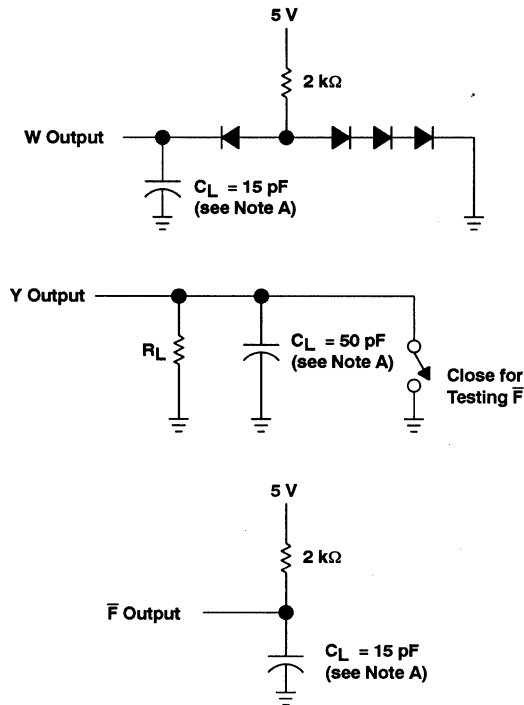 5 V
2 kΩ
W Output
C_L = 15 pF
(see Note A)
Y Output
R_L
C_L = 50 pF
(see Note A)
Close for
Testing F̅
5 V
2 kΩ
F̅ Output
C_L = 15 pF
(see Note A)